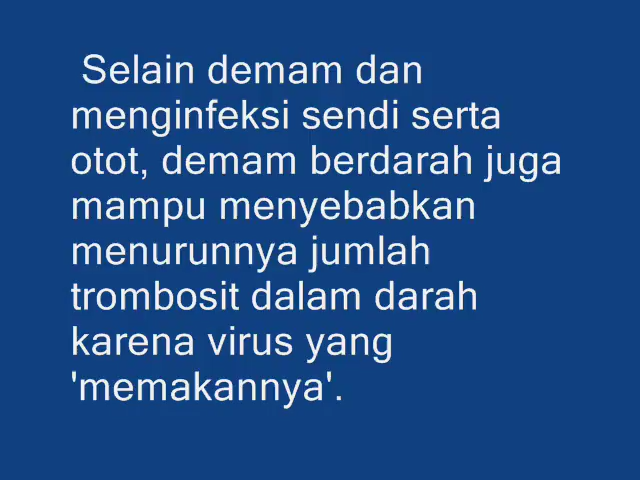 Selain demam dan
menginfeksi sendi serta
otot, demam berdarah juga
mampu menyebabkan
menurunnya jumlah
trombosit dalam darah
karena virus yang
'memakannya'.